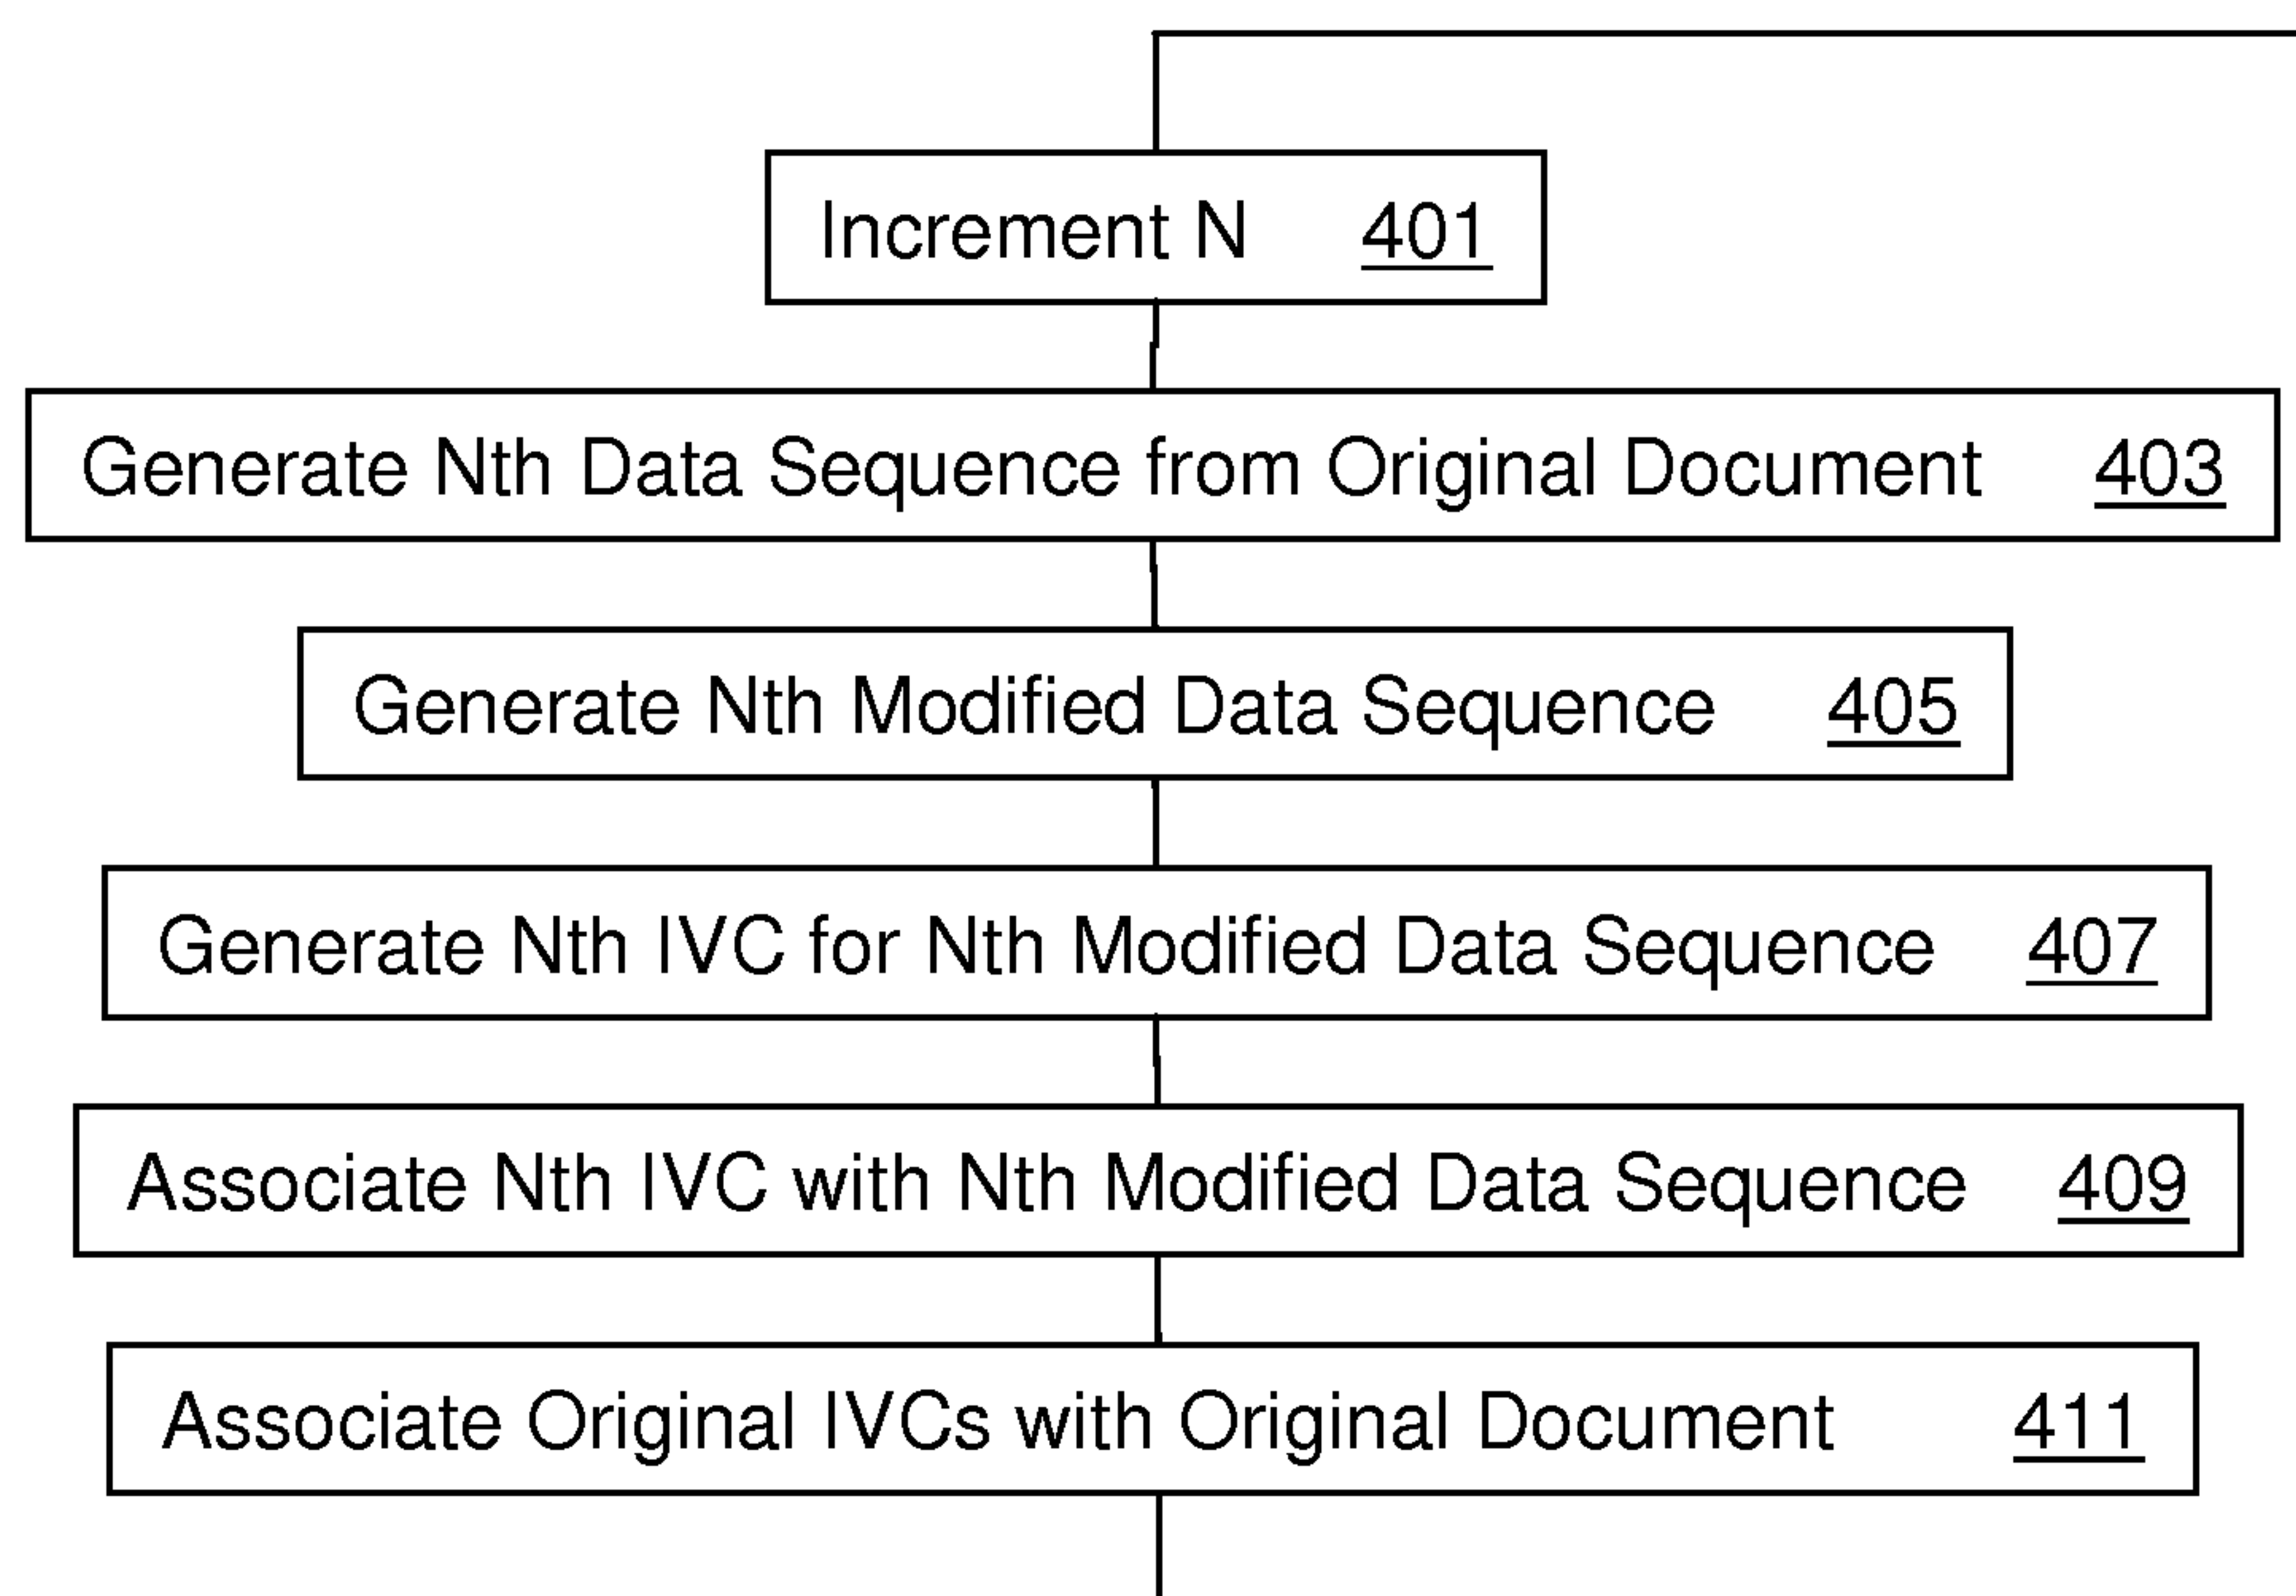 Increment N 401
Generate Nth Data Sequence from Original Document 403
Generate Nth Modified Data Sequence 405
Generate Nth IVC for Nth Modified Data Sequence 407
Associate Nth IVC with Nth Modified Data Sequence 409
Associate Original IVCs with Original Document 411